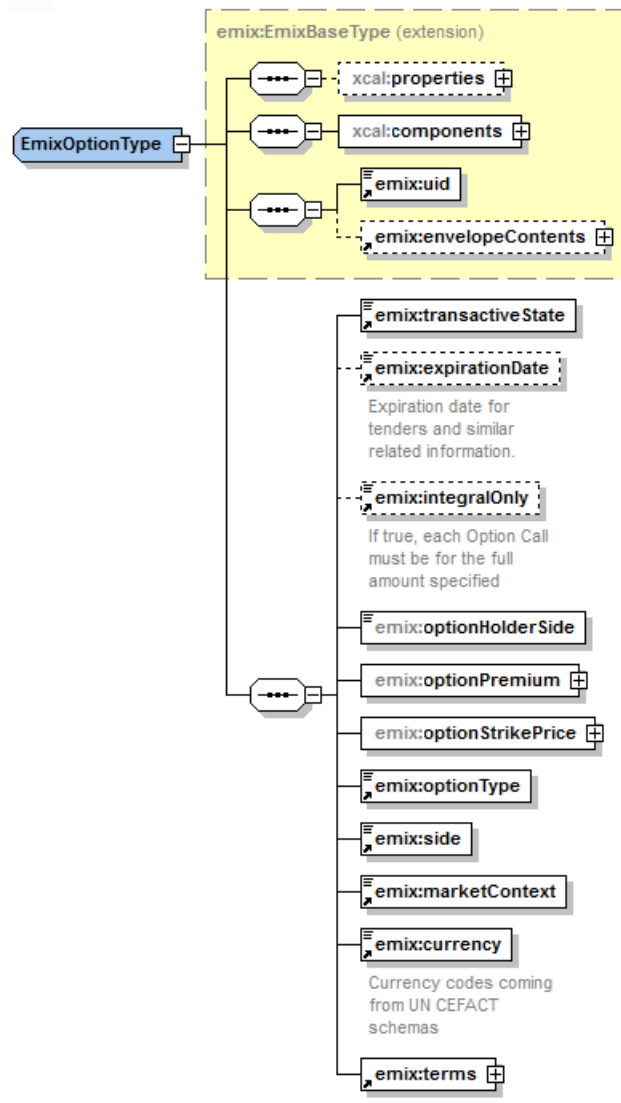 emix:EmixBaseType (extension)
xcal:properties
EmixOptionType
xcal:components
emix:uid
emix:envelopeContents
emix:transactiveState
emix:expirationDate
Expiration date for
tenders and similar
related information.
emix:integralOnly
If true, each Option Call
must be for the full
amount specified
emix:optionHolderSide
emix:optionPremium
emix:optionStrikePrice
emix:optionType
emix:side
emix:marketContext
emix:currency
Currency codes coming
from UN CEFACT
schemas
emix:terms